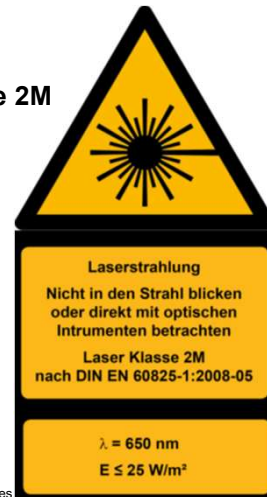 e 2M
Laserstrahlung
Nicht in den Strahl blicken
oder direkt mit optischen
Intrumenten betrachten
Laser Klasse 2M
nach DIN EN 60825-1:2008-05
λ = 650 nm
E ≤ 25 W/m²
es